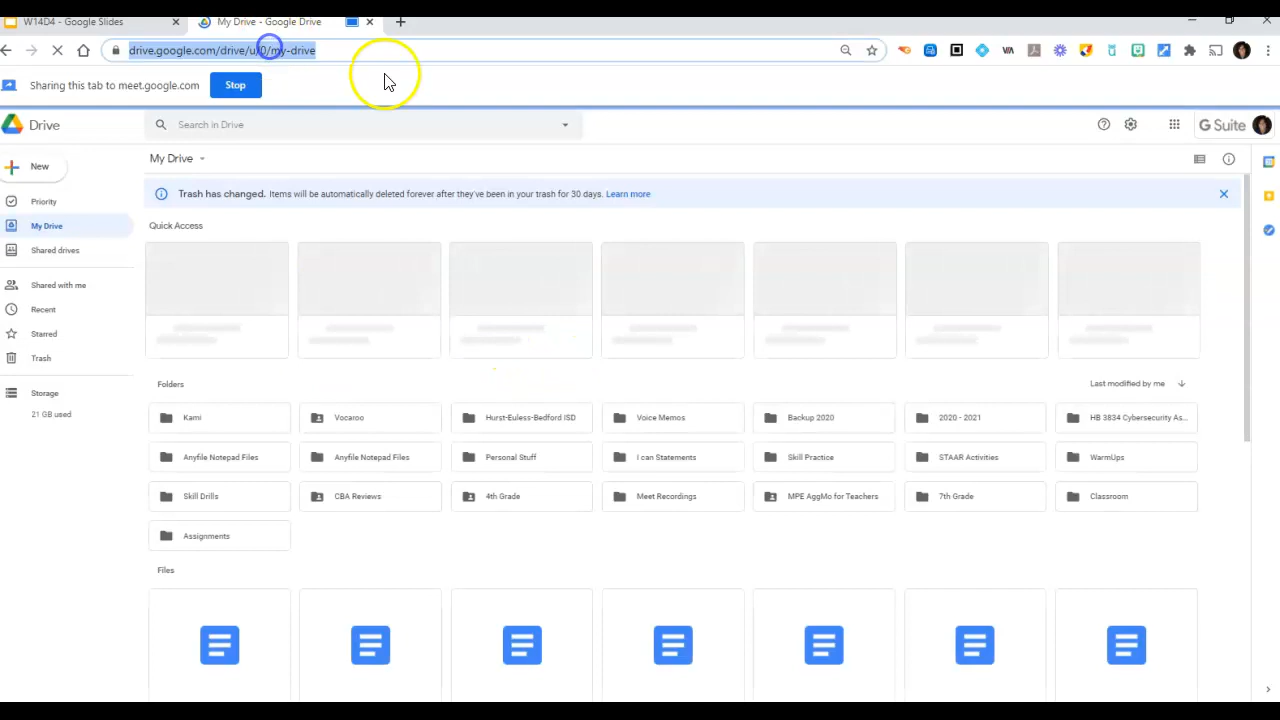 W14D4 - Google Slides
My Drive - Google Drive
drive.google.com/drive/u/0/my-drive
Sharing this tab to meet.google.com
Stop
Drive
Search in Drive
G Suite
New
My Drive
Trash has changed. Items will be automatically deleted forever after they've been in your trash for 30 days. Learn more
Priority
My Drive
Shared drives
Shared with me
Recent
Starred
Trash
Storage
21 GB used
Quick Access
Folders
Last modified by me
Kami
Vocaroo
Hurst-Euless-Bedford ISD
Voice Memos
Backup 2020
2020 - 2021
HB 3834 Cybersecurity As...
Anyfile Notepad Files
Anyfile Notepad Files
Personal Stuff
I can Statements
Skill Practice
STAAR Activities
WarmUps
Skill Drills
CBA Reviews
4th Grade
Meet Recordings
MPE AggMo for Teachers
7th Grade
Classroom
Assignments
Files